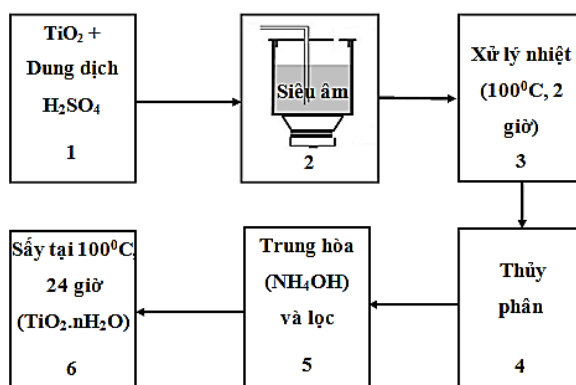 TiO₂ +
Dung dịch
H₂SO₄
1
Siêu âm
2
Xử lý nhiệt
(100⁰C, 2
giờ)
3
Thủy
phân
4
Trung hòa
(NH₄OH)
và lọc
5
Sấy tại 100⁰C,
24 giờ
(TiO₂.nH₂O)
6